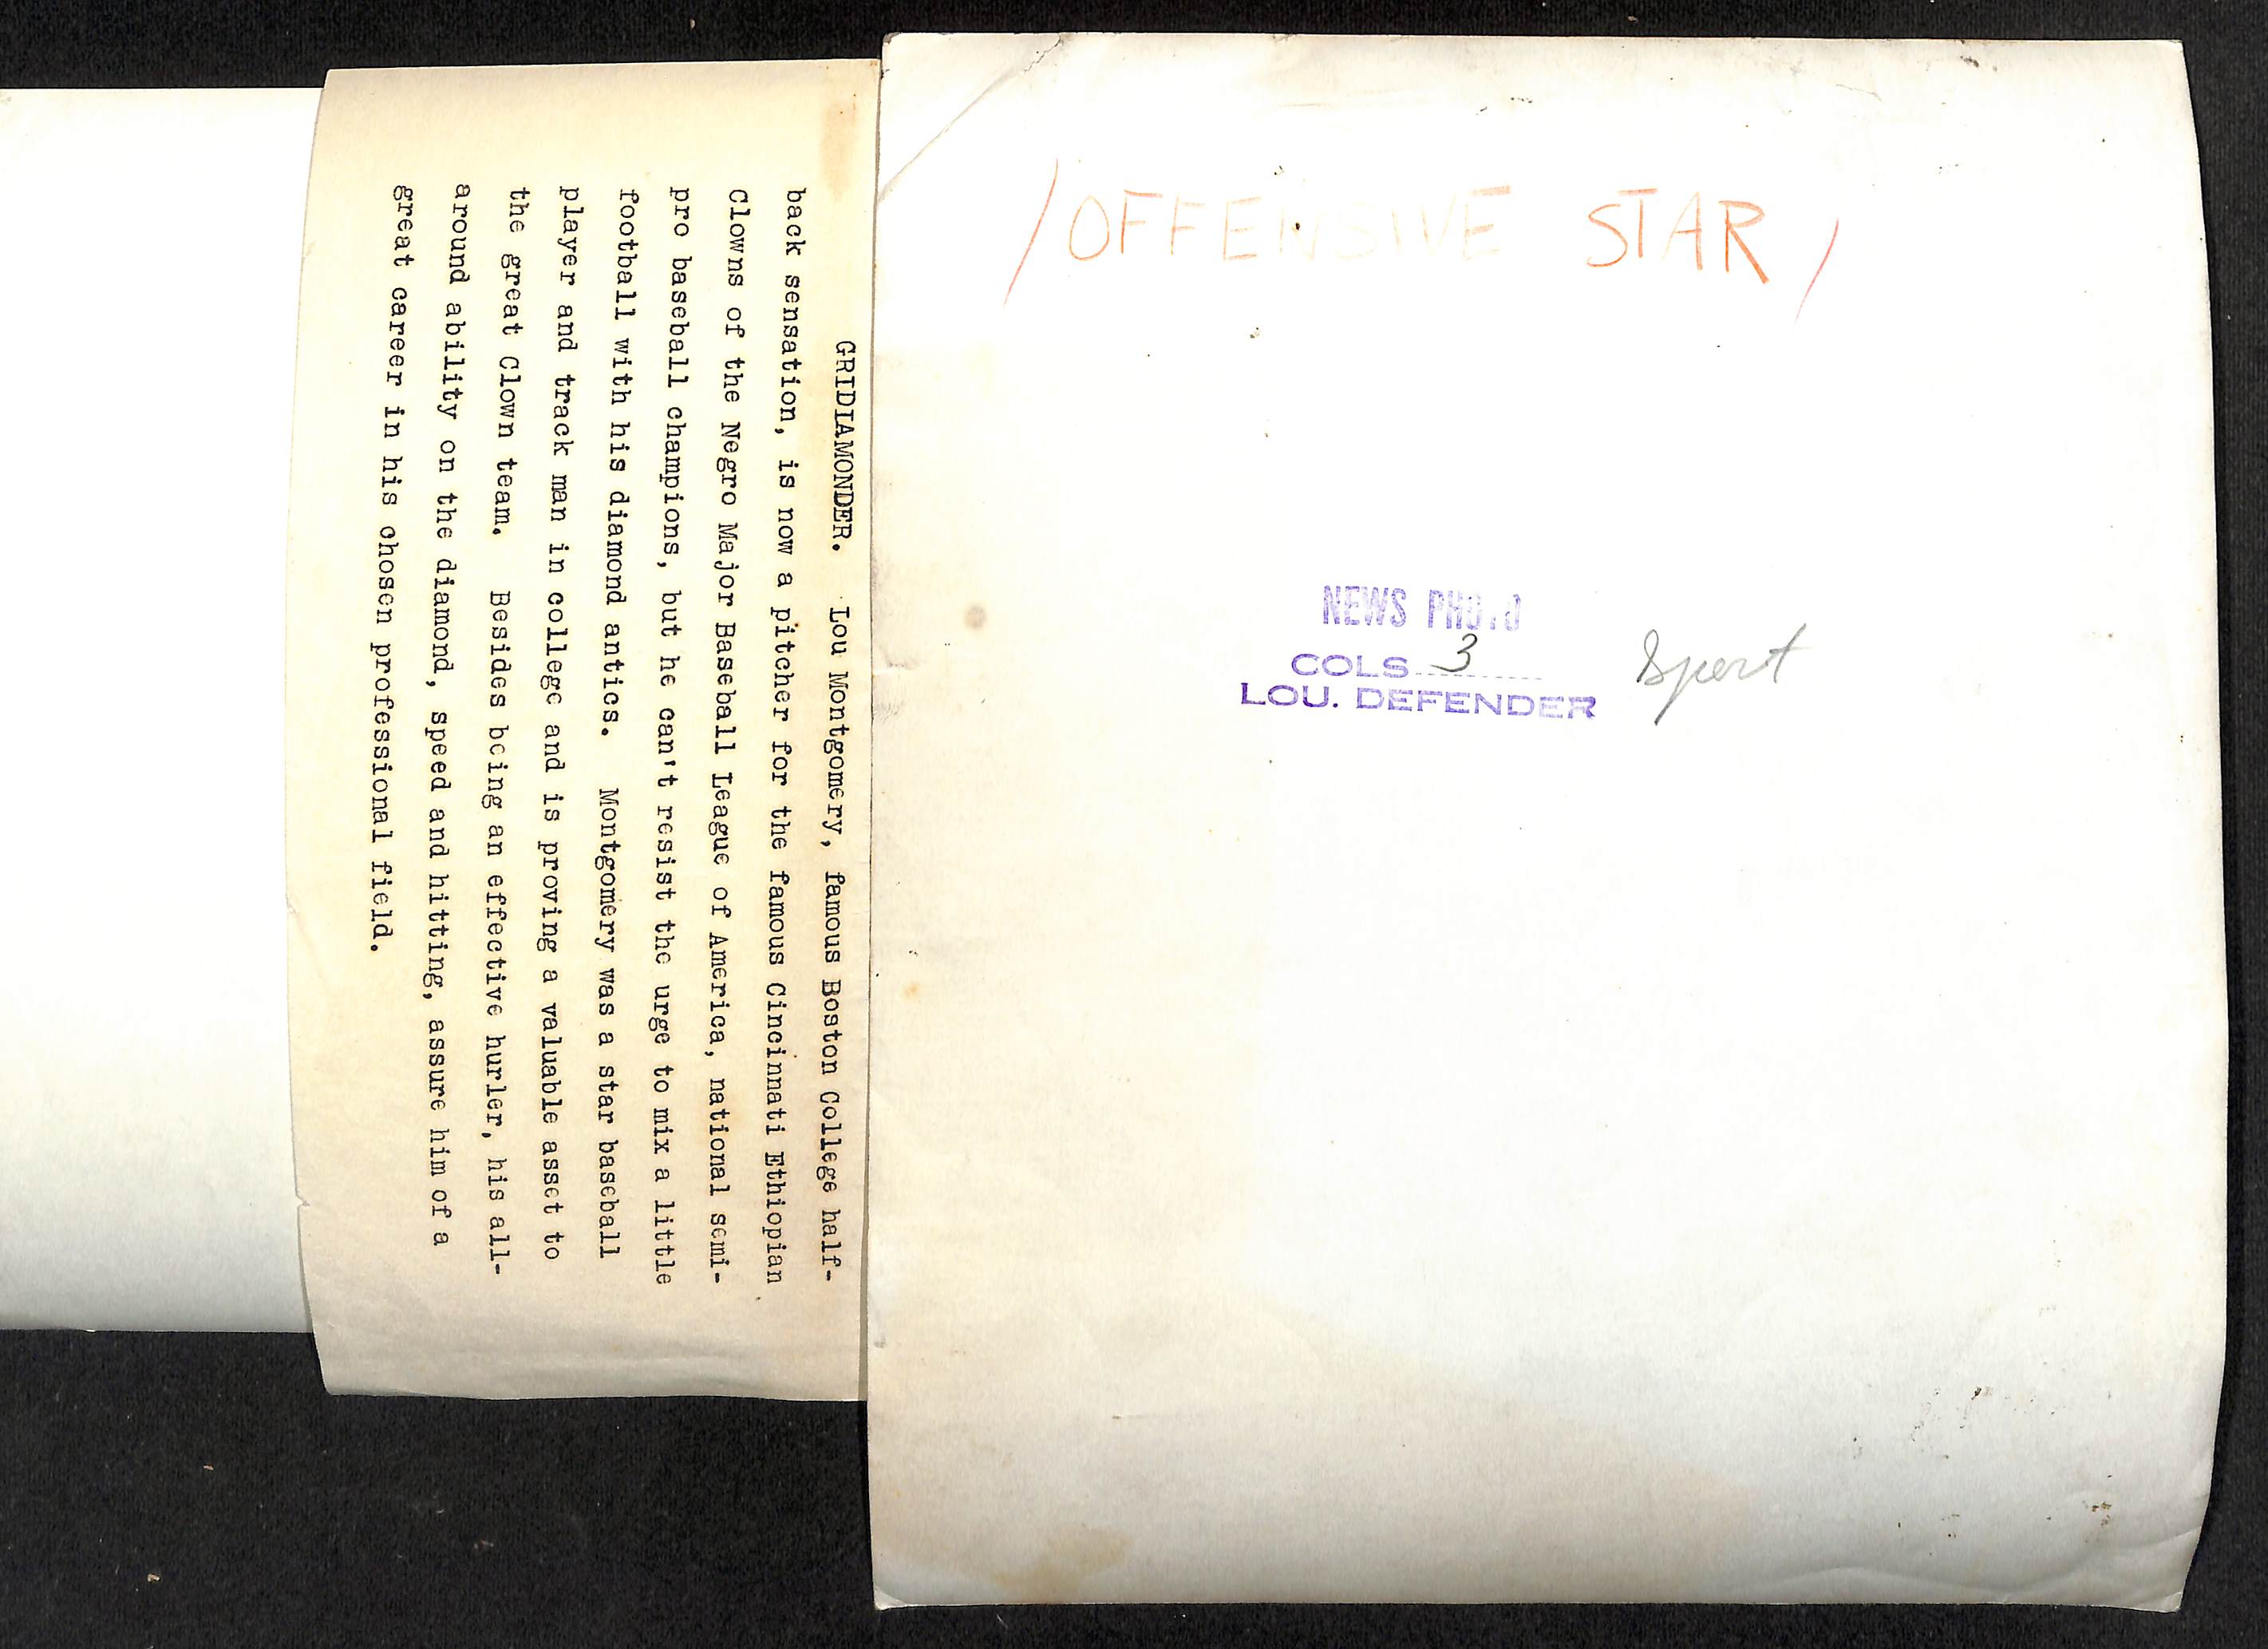 /OFFENSIVE STAR/
NEWS PHOTO
COLS 3
LOU. DEFENDER
Sport
GRIDIAMONDER. Lou Montgomery, famous Boston College half-
back sensation, is now a pitcher for the famous Cincinnati Ethiopian
Clowns of the Negro Major Baseball League of America, national semi-
pro baseball champions, but he can't resist the urge to mix a little
football with his diamond antics. Montgomery was a star baseball
player and track man in college and is proving a valuable asset to
the great Clown team. Besides being an effective hurler, his all-
around ability on the diamond, speed and hitting, assure him of a
great career in his chosen professional field.